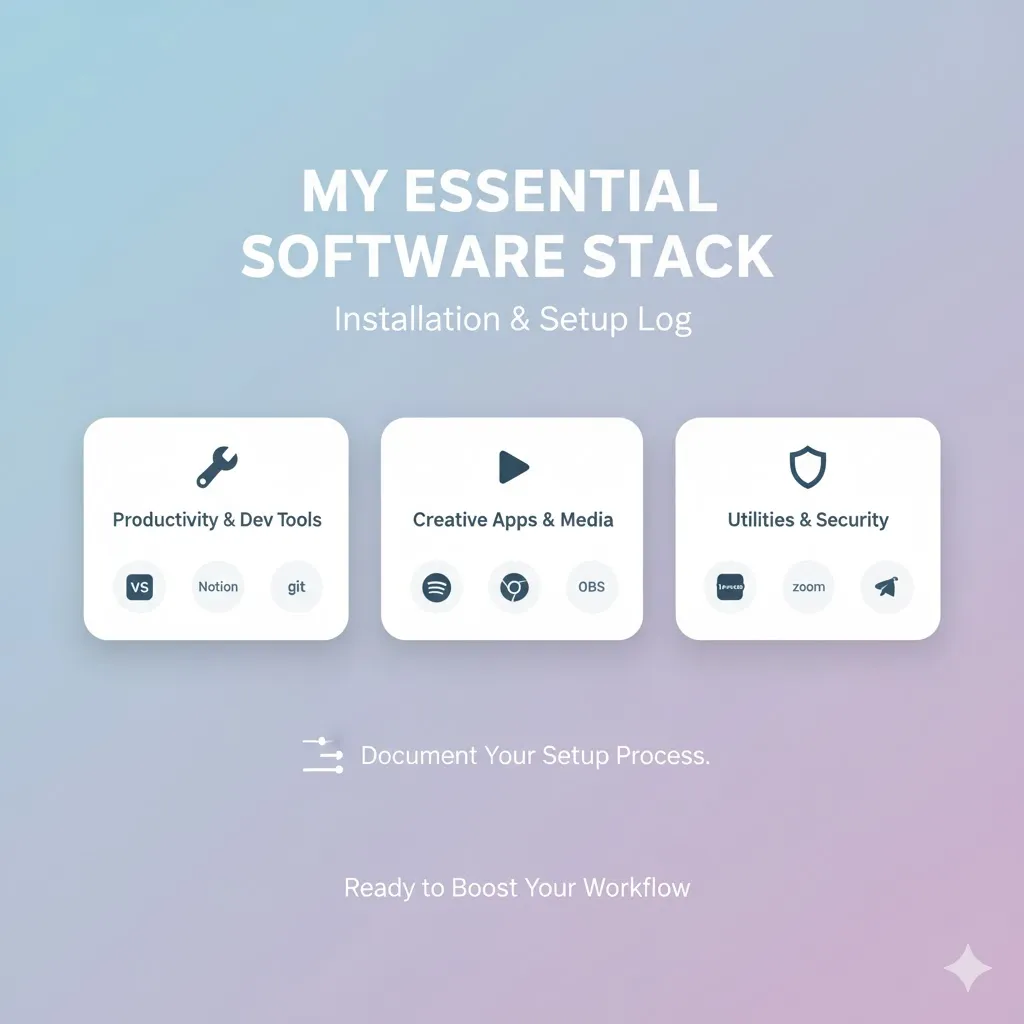 MY ESSENTIAL
SOFTWARE STACK
Installation & Setup Log
Productivity & Dev Tools
Creative Apps & Media
Utilities & Security
VS
Notion
git
OBS
zoom
Document Your Setup Process.
Ready to Boost Your Workflow